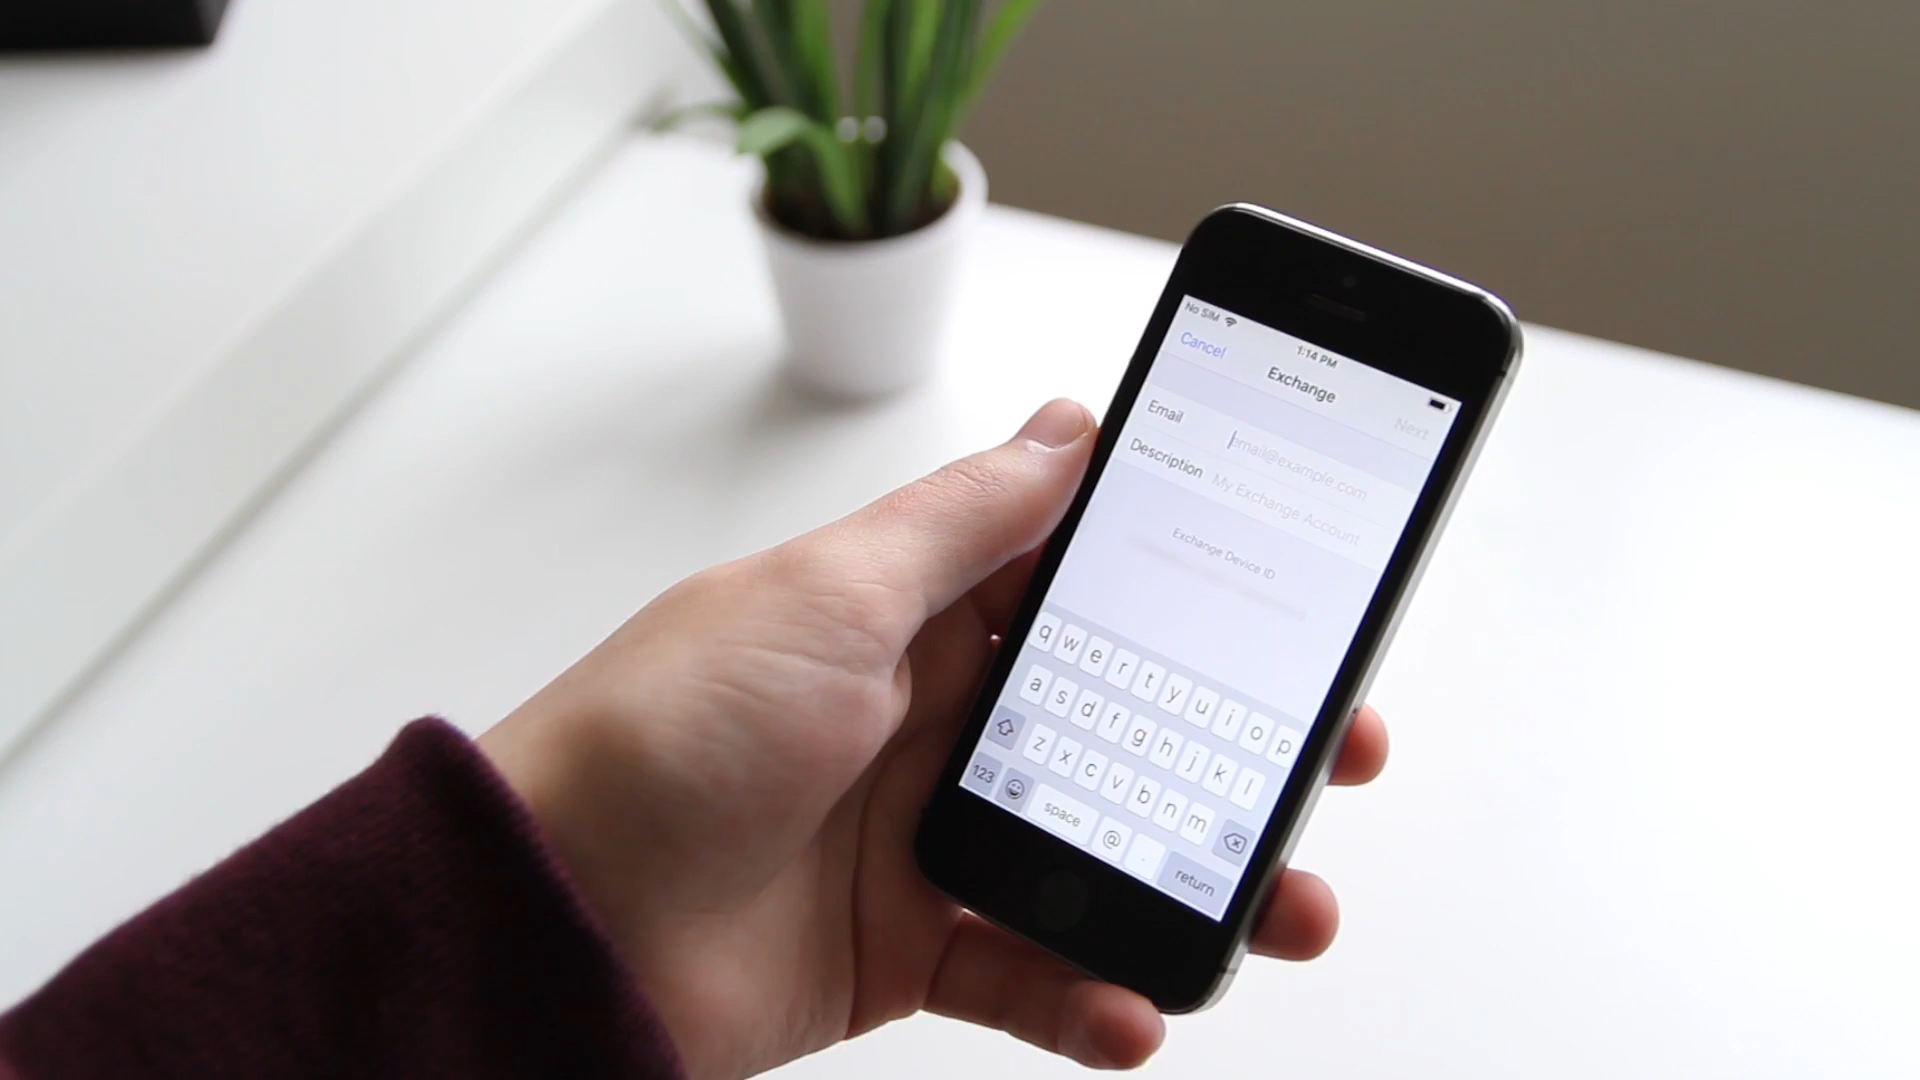 No SIM
1:14 PM
Cancel
Exchange
Next
Email
email@example.com
Description
My Exchange Account
Exchange Device ID
q w e r t y u i o p
a s d f g h j k l
z x c v b n m
123
space
@
.
return